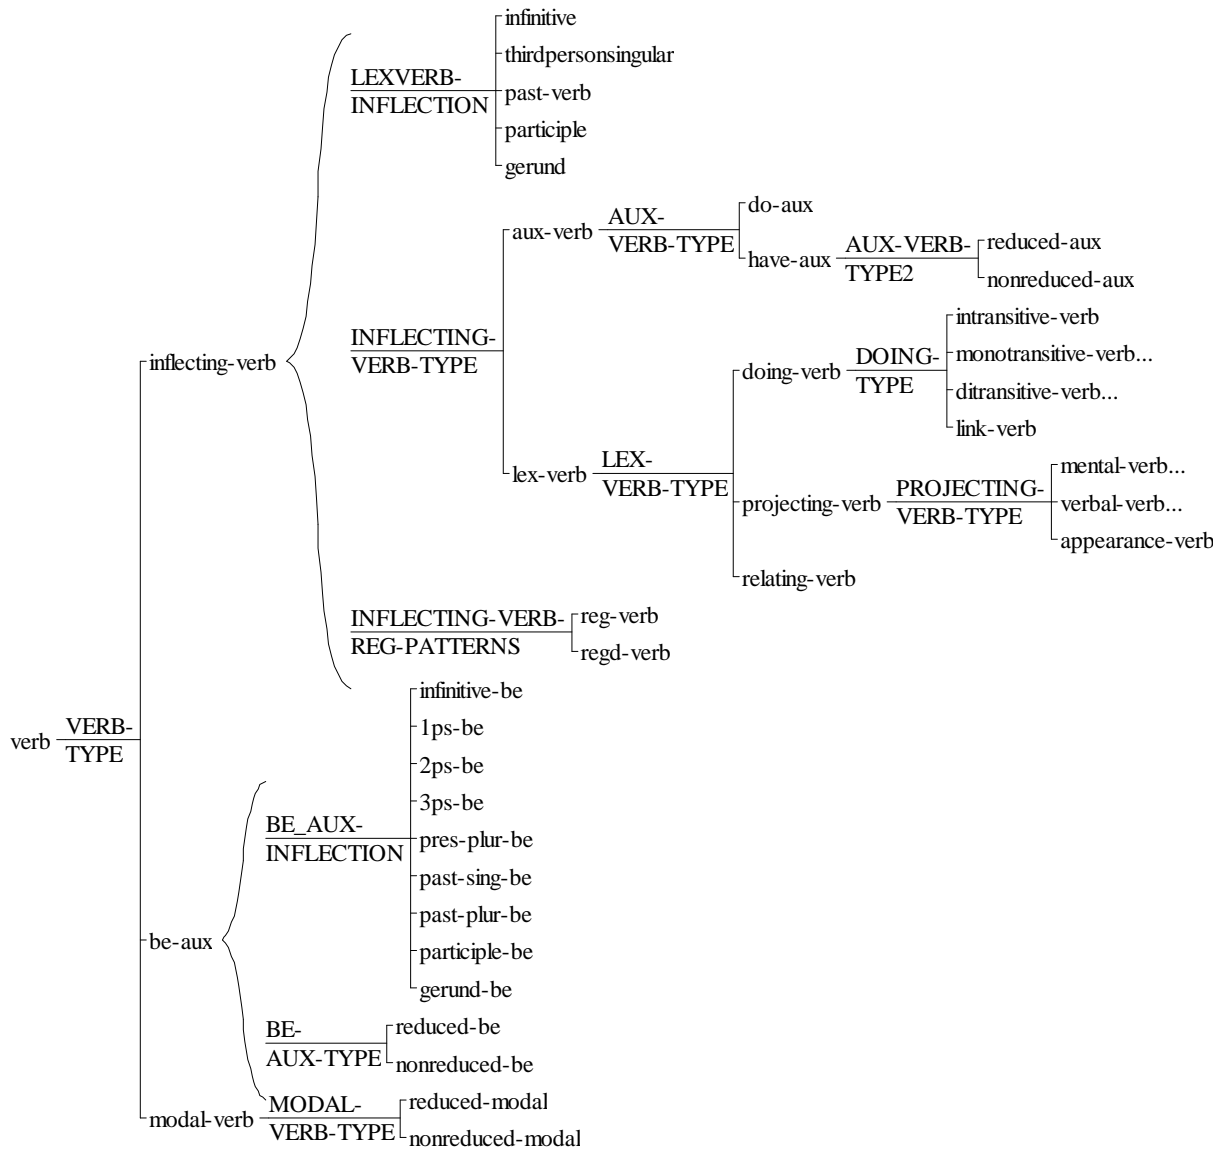 infinitive
thirdpersonsingular
LEXVERB-
INFLECTION
past-verb
participle
gerund
do-aux
aux-verb
AUX-
VERB-TYPE
have-aux
AUX-VERB-
TYPE2
reduced-aux
nonreduced-aux
INFLECTING-
VERB-TYPE
inflecting-verb
intransitive-verb
doing-verb
DOING-
TYPE
monotransitive-verb...
ditransitive-verb...
link-verb
lex-verb
LEX-
VERB-TYPE
mental-verb...
projecting-verb
PROJECTING-
VERB-TYPE
verbal-verb...
appearance-verb
relating-verb
INFLECTING-VERB-
REG-PATTERNS
reg-verb
regd-verb
verb
VERB-
TYPE
infinitive-be
1ps-be
2ps-be
3ps-be
BE_AUX-
INFLECTION
pres-plur-be
past-sing-be
past-plur-be
be-aux
participle-be
gerund-be
BE-
AUX-TYPE
reduced-be
nonreduced-be
modal-verb
MODAL-
VERB-TYPE
reduced-modal
nonreduced-modal